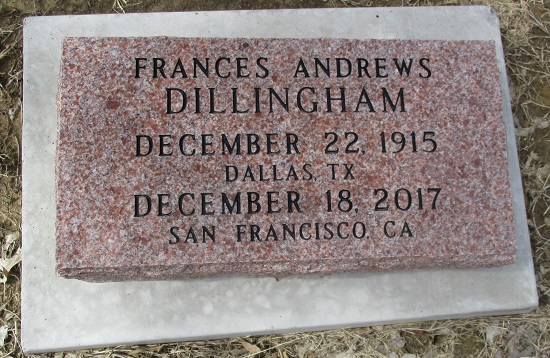 FRANCES ANDREWS
DILLINGHAM
DECEMBER 22, 1915
DALLAS, TX
DECEMBER 18, 2017
SAN FRANCISCO, CA